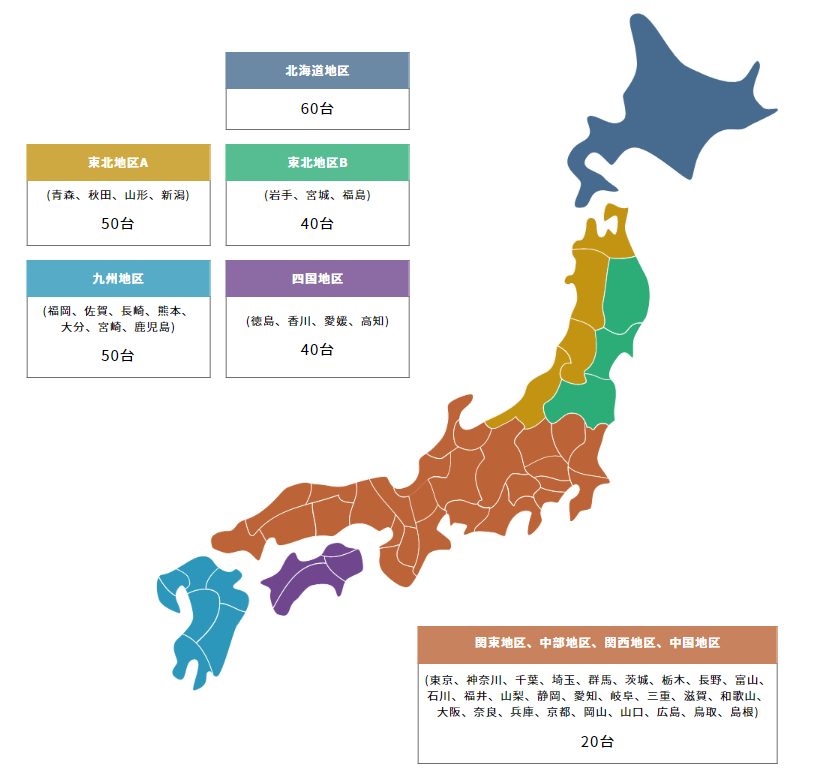 北海道地区
60台
東北地区A
(青森、秋田、山形、新潟)
50台
東北地区B
(岩手、宮城、福島)
40台
九州地区
(福岡、佐賀、長崎、熊本、
大分、宮崎、鹿児島)
50台
四国地区
(徳島、香川、愛媛、高知)
40台
関東地区、中部地区、関西地区、中国地区
(東京、神奈川、千葉、埼玉、群馬、茨城、栃木、長野、富山、
石川、福井、山梨、静岡、愛知、岐阜、三重、滋賀、和歌山、
大阪、奈良、兵庫、京都、岡山、山口、広島、鳥取、島根)
20台